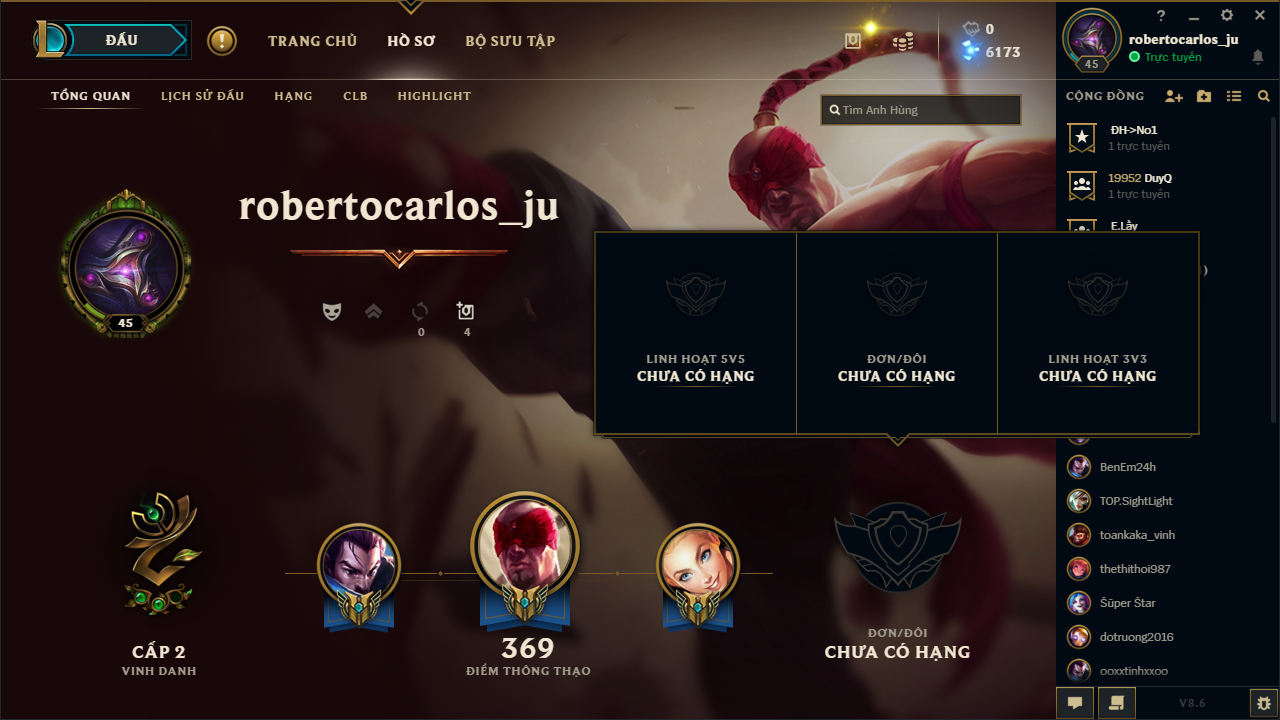 ĐẤU
TRANG CHỦ
HỒ SƠ
BỘ SƯU TẬP
0
6173
?
robertocarlos_ju
Trực tuyến
45
TỔNG QUAN
LỊCH SỬ ĐẤU
HẠNG
CLB
HIGHLIGHT
Tìm Anh Hùng
CỘNG ĐỒNG
ĐH->No1
1 trực tuyến
19952 DuyQ
1 trực tuyến
E.Lầy
)
robertocarlos_ju
45
0
4
LINH HOẠT 5V5
CHƯA CÓ HẠNG
ĐƠN/ĐÔI
CHƯA CÓ HẠNG
LINH HOẠT 3V3
CHƯA CÓ HẠNG
BenEm24h
TOP.SightLight
toankaka_vinh
thethithoi987
Šüper Štar
dotruong2016
ooxxtinhxxoo
CẤP 2
VINH DANH
369
ĐIỂM THÔNG THẠO
ĐƠN/ĐÔI
CHƯA CÓ HẠNG
V8.6